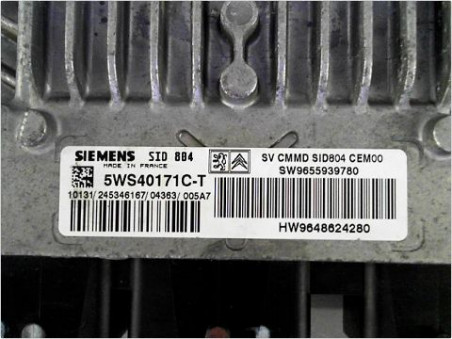 SIEMENS SID 804
MADE IN FRANCE
5WS40171C-T
10131/ 245346167/ 04363/ 005A7
SV CMMD SID804 CEM00
SW9655939780
HW9648624280